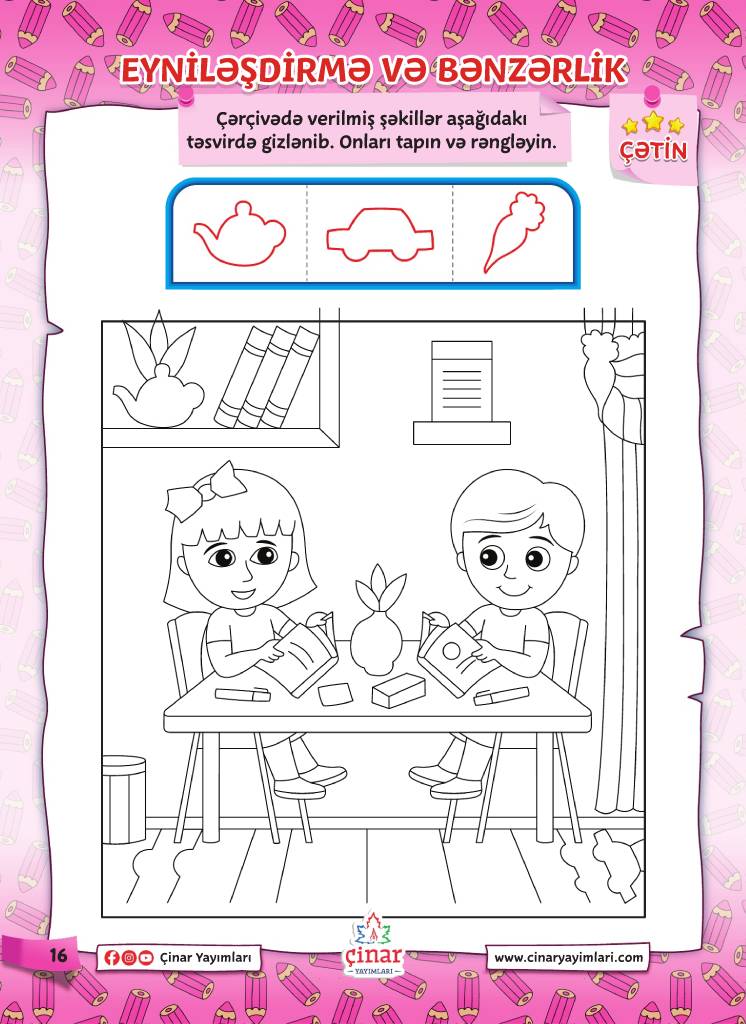 EYNİLƏŞDİRMƏ VƏ BƏNZƏRLİK
Çərçivədə verilmiş şəkillər aşağıdakı
təsvirdə gizlənib. Onları tapın və rəngləyin.
ÇƏTİN
16
Çinar Yayımları
çinar
YAYIMLARI
www.cinaryayimlari.com